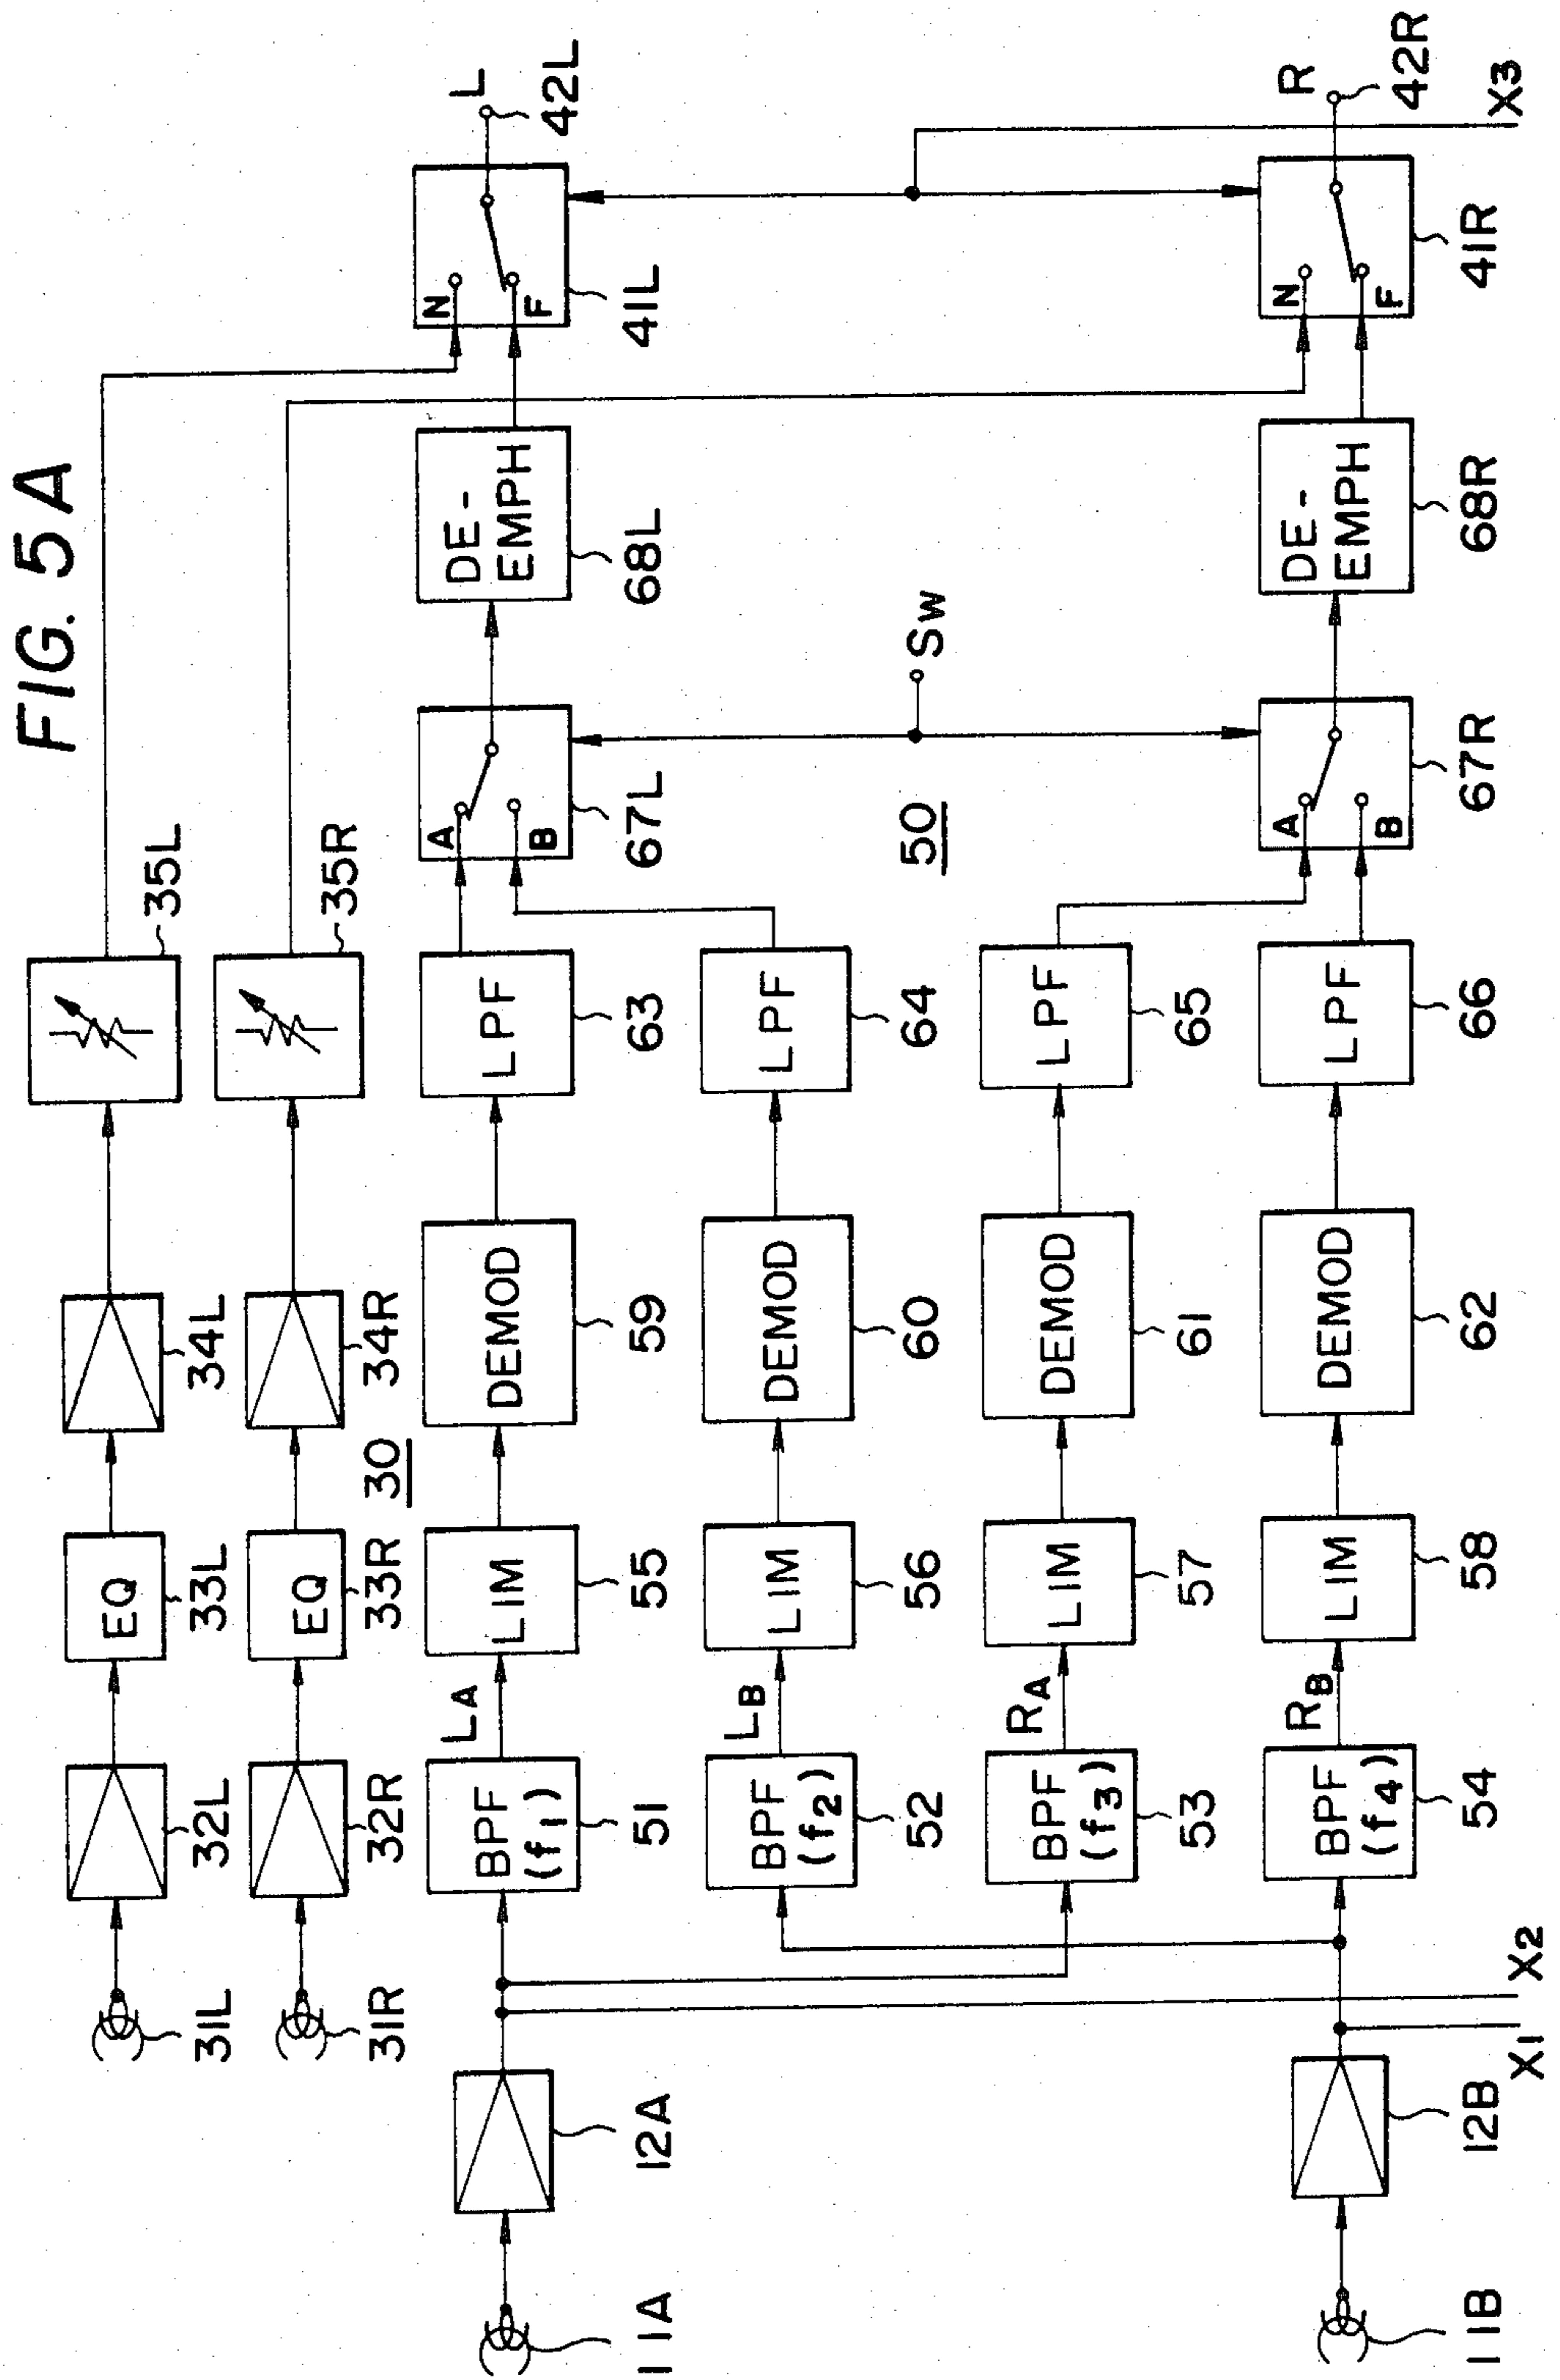 FIG. 5A
31L
32L
EQ
33L
34L
35L
31R
32R
EQ
33R
34R
35R
30
11A
12A
BPF
(f1)
51
LA
LIM
55
DEMOD
59
LPF
63
A
B
67L
DE-
EMPH
68L
N
F
41L
L
42L
BPF
(f2)
52
LB
LIM
56
DEMOD
60
LPF
64
50
Sw
BPF
(f3)
53
RA
LIM
57
DEMOD
61
LPF
65
11B
12B
BPF
(f4)
54
RB
LIM
58
DEMOD
62
LPF
66
A
B
67R
DE-
EMPH
68R
N
F
41R
R
42R
X1
X2
X3